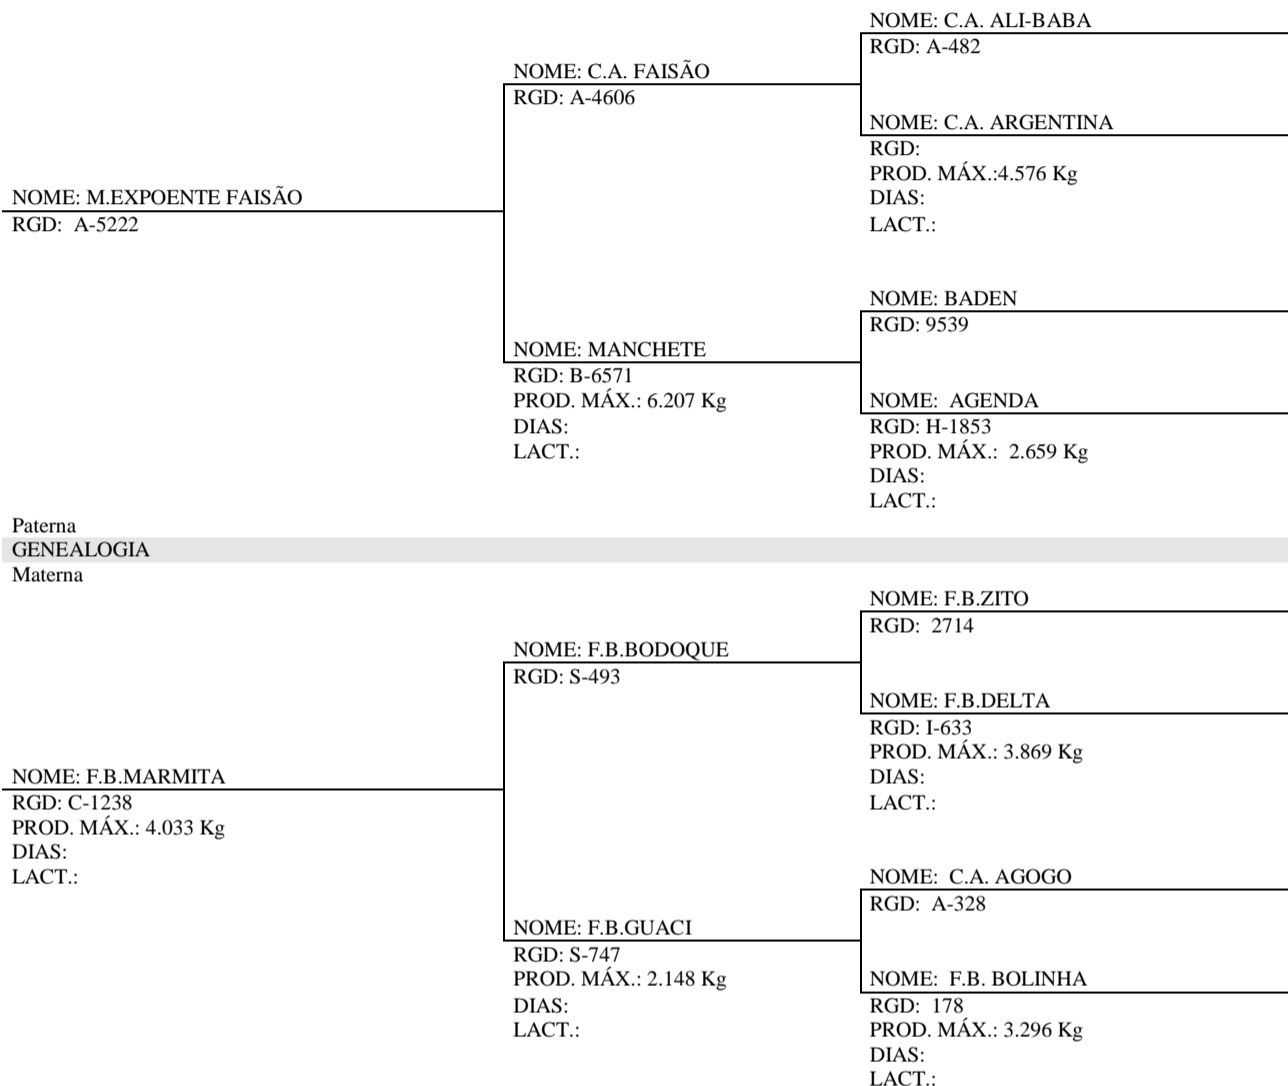 NOME: C.A. ALI-BABA
RGD: A-482
NOME: C.A. FAISÃO
RGD: A-4606
NOME: C.A. ARGENTINA
RGD:
PROD. MÁX.:4.576 Kg
DIAS:
LACT.:
NOME: M.EXPOENTE FAISÃO
RGD: A-5222
NOME: BADEN
RGD: 9539
NOME: MANCHETE
RGD: B-6571
PROD. MÁX.: 6.207 Kg
DIAS:
LACT.:
NOME: AGENDA
RGD: H-1853
PROD. MÁX.: 2.659 Kg
DIAS:
LACT.:
Paterna
GENEALOGIA
Materna
NOME: F.B.ZITO
RGD: 2714
NOME: F.B.BODOQUE
RGD: S-493
NOME: F.B.DELTA
RGD: I-633
PROD. MÁX.: 3.869 Kg
DIAS:
LACT.:
NOME: F.B.MARMITA
RGD: C-1238
PROD. MÁX.: 4.033 Kg
DIAS:
LACT.:
NOME: C.A. AGOGO
RGD: A-328
NOME: F.B.GUACI
RGD: S-747
PROD. MÁX.: 2.148 Kg
DIAS:
LACT.:
NOME: F.B. BOLINHA
RGD: 178
PROD. MÁX.: 3.296 Kg
DIAS:
LACT.: